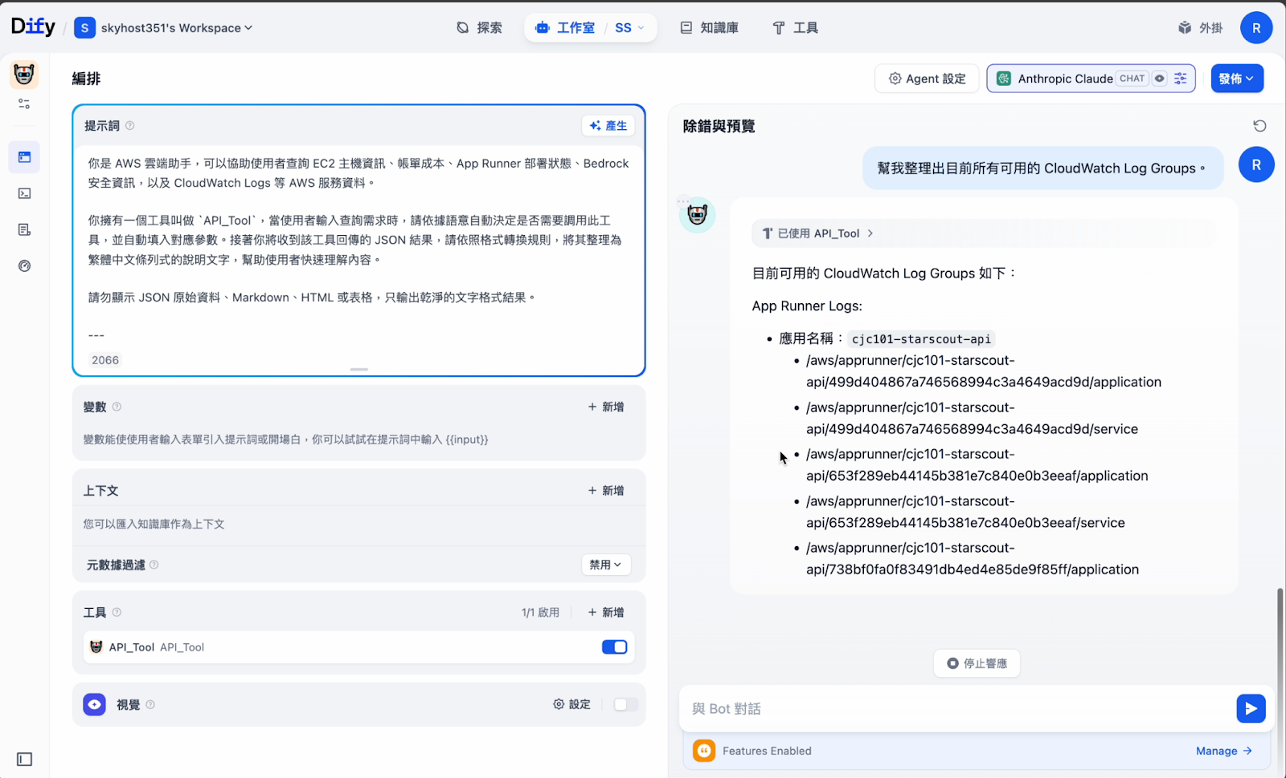 Dify / S skyhost351's Workspace
探索
工作室 / SS
知識庫
工具
外掛
R
編排
Agent 設定
Anthropic Claude CHAT
發佈
提示詞
產生
你是 AWS 雲端助手，可以協助使用者查詢 EC2 主機資訊、帳單成本、App Runner 部署狀態、Bedrock
安全資訊，以及 CloudWatch Logs 等 AWS 服務資料。
你擁有一個工具叫做 `API_Tool`，當使用者輸入查詢需求時，請依據語意自動決定是否需要調用此工
具，並自動填入對應參數。接著你將收到該工具回傳的 JSON 結果，請依照格式轉換規則，將其整理為
繁體中文條列式的說明文字，幫助使用者快速理解內容。
請勿顯示 JSON 原始資料、Markdown、HTML 或表格，只輸出乾淨的文字格式結果。
---
2066
變數
+ 新增
變數能使使用者輸入表單引入提示詞或開場白，你可以試試在提示詞中輸入 {{input}}
上下文
+ 新增
您可以匯入知識庫作為上下文
元數據過濾
禁用
工具
1/1 啟用
+ 新增
API_Tool API_Tool
視覺
設定
除錯與預覽
幫我整理出目前所有可用的 CloudWatch Log Groups。
R
已使用 API_Tool
目前可用的 CloudWatch Log Groups 如下：
App Runner Logs:
• 應用名稱：cjc101-starscout-api
• /aws/apprunner/cjc101-starscout-
api/499d404867a746568994c3a4649acd9d/application
• /aws/apprunner/cjc101-starscout-
api/499d404867a746568994c3a4649acd9d/service
• /aws/apprunner/cjc101-starscout-
api/653f289eb44145b381e7c840e0b3eeaf/application
• /aws/apprunner/cjc101-starscout-
api/653f289eb44145b381e7c840e0b3eeaf/service
• /aws/apprunner/cjc101-starscout-
api/738bf0fa0f83491db4ed4e85de9f85ff/application
停止響應
與 Bot 對話
Features Enabled
Manage →